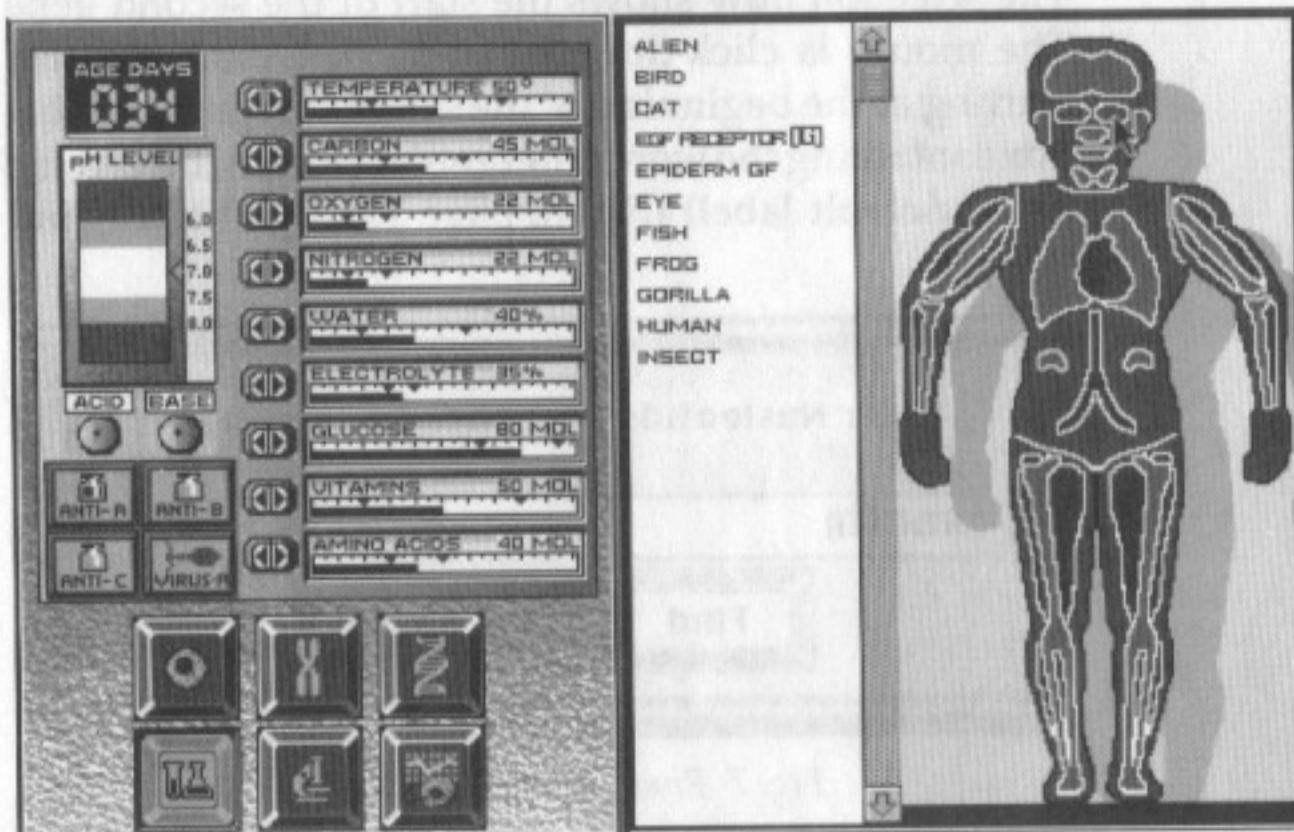 AGE DAYS
034
pH LEVEL
6.0
6.5
7.0
7.5
8.0
ACID BASE
ANTI-A ANTI-B
ANTI-C VIRUS-A
TEMPERATURE 50°
CARBON 45 MOL
OXYGEN 22 MOL
NITROGEN 22 MOL
WATER 40%
ELECTROLYTE 35%
GLUCOSE 80 MOL
VITAMINS 50 MOL
AMINO ACIDS 40 MOL
ALIEN
BIRD
CAT
EGF RECEPTOR [G]
EPIDERM GF
EYE
FISH
FROG
GORILLA
HUMAN
INSECT